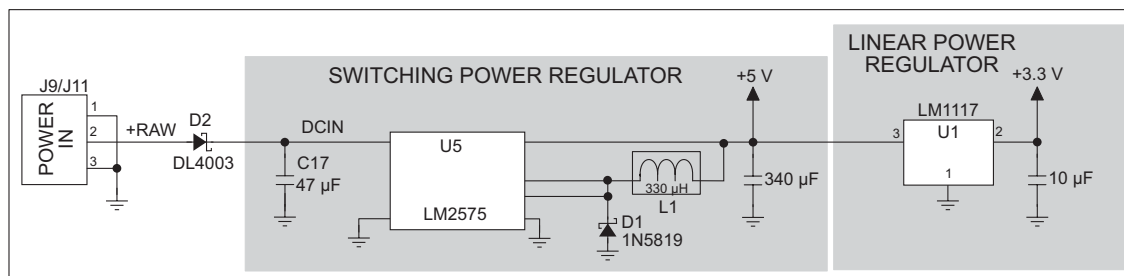 SWITCHING POWER REGULATOR
LINEAR POWER
REGULATOR
J9/J11
POWER
IN
1
2
3
+RAW
D2
DL4003
DCIN
C17
47 µF
U5
LM2575
330 µH
L1
D1
1N5819
+5 V
340 µF
LM1117
3
U1
2
1
+3.3 V
10 µF